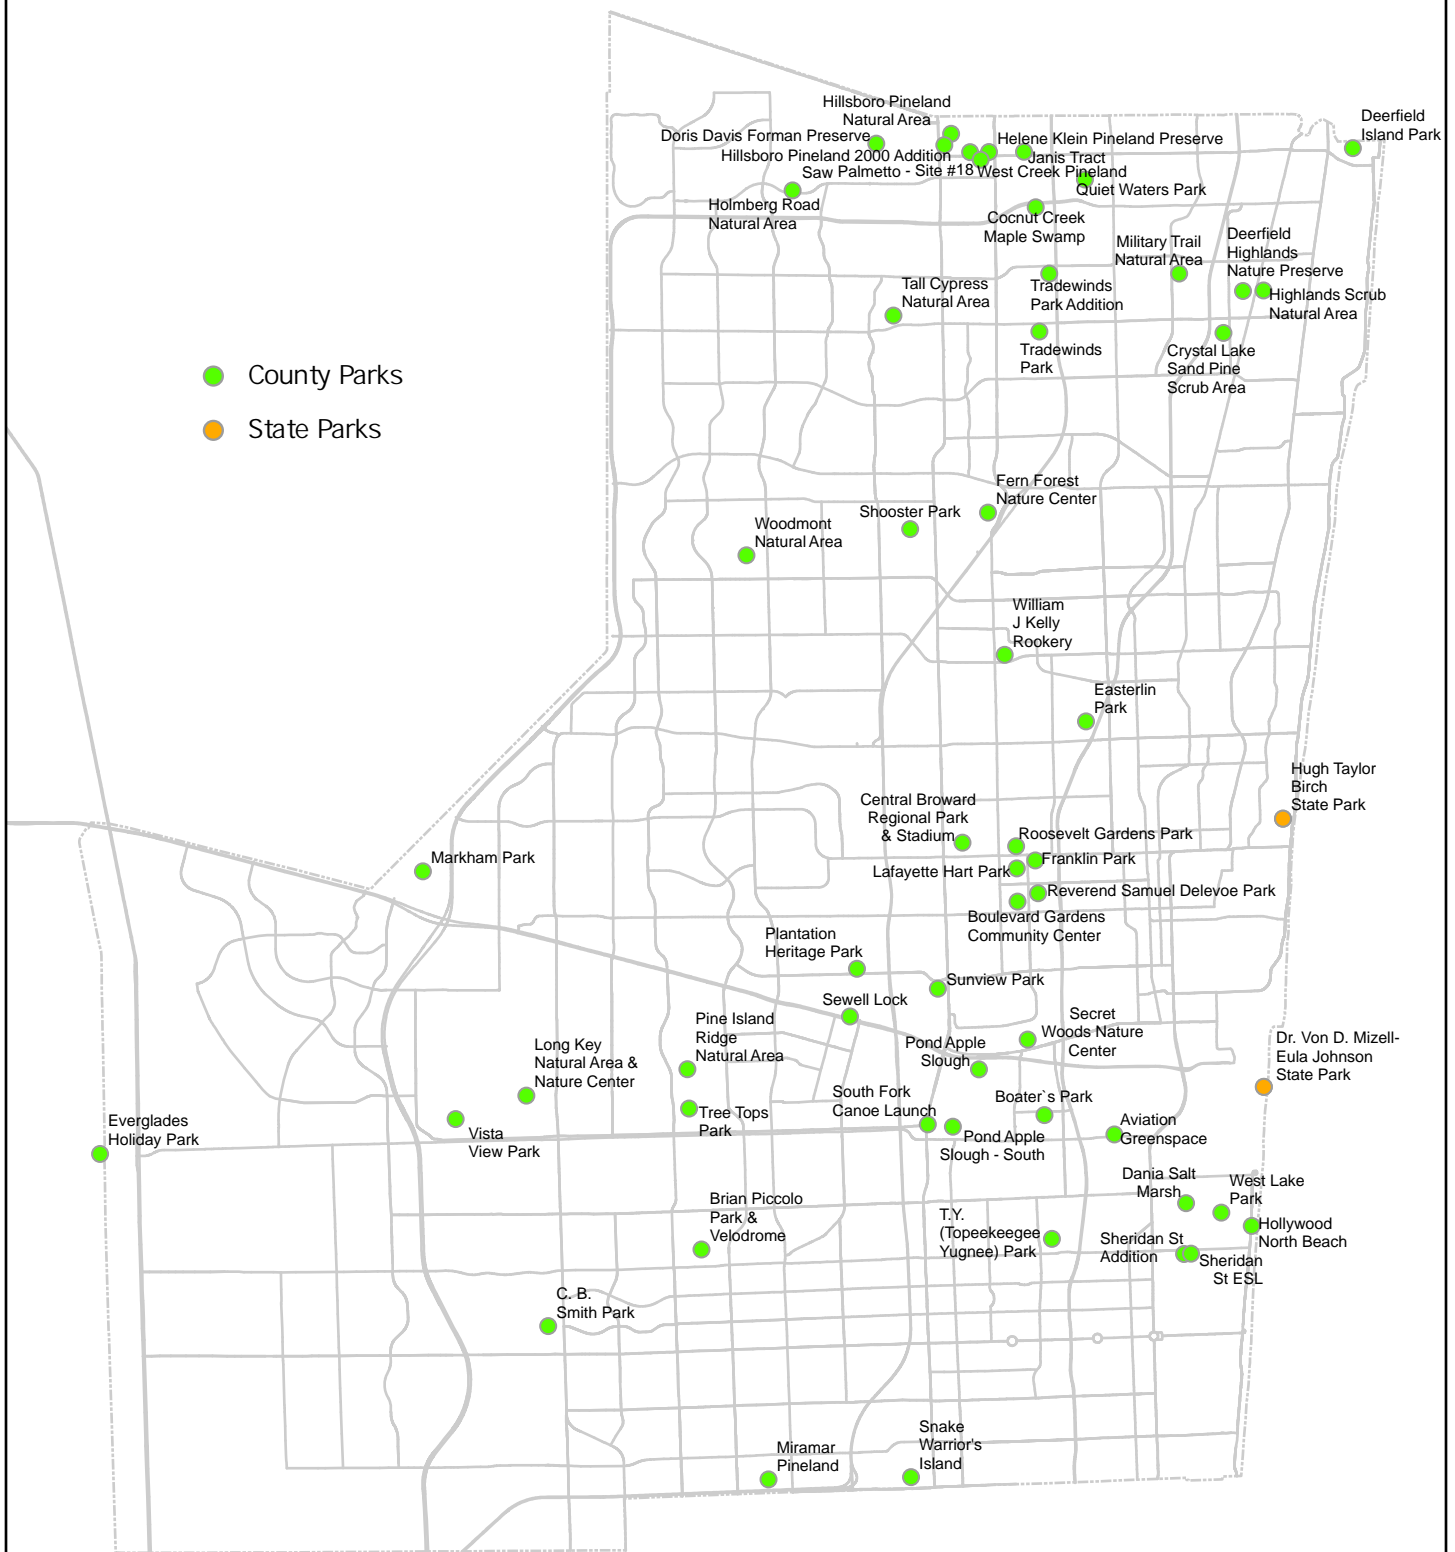 Hillsboro Pineland
Natural Area
Doris Davis Forman Preserve
Helene Klein Pineland Preserve
Deerfield
Island Park
Hillsboro Pineland 2000 Addition
Janis Tract
Saw Palmetto - Site #18
West Creek Pineland
Quiet Waters Park
Holmberg Road
Natural Area
Cocnut Creek
Maple Swamp
Military Trail
Natural Area
Deerfield
Highlands
Nature Preserve
Tall Cypress
Natural Area
Tradewinds
Park Addition
Highlands Scrub
Natural Area
Tradewinds
Park
Crystal Lake
Sand Pine
Scrub Area
County Parks
State Parks
Fern Forest
Nature Center
Shooster Park
Woodmont
Natural Area
William
J Kelly
Rookery
Easterlin
Park
Hugh Taylor
Birch
State Park
Central Broward
Regional Park
& Stadium
Roosevelt Gardens Park
Franklin Park
Markham Park
Lafayette Hart Park
Reverend Samuel Delevoe Park
Boulevard Gardens
Community Center
Plantation
Heritage Park
Sunview Park
Sewell Lock
Secret
Woods Nature
Center
Pine Island
Ridge
Natural Area
Long Key
Natural Area &
Nature Center
Pond Apple
Slough
Dr. Von D. Mizell-
Eula Johnson
State Park
South Fork
Canoe Launch
Boater`s Park
Everglades
Holiday Park
Tree Tops
Park
Aviation
Greenspace
Vista
View Park
Pond Apple
Slough - South
Dania Salt
Marsh
West Lake
Park
Brian Piccolo
Park &
Velodrome
T.Y.
(Topeekeegee
Yugnee) Park
Hollywood
North Beach
Sheridan St
Addition
Sheridan
St ESL
C. B.
Smith Park
Snake
Warrior's
Island
Miramar
Pineland